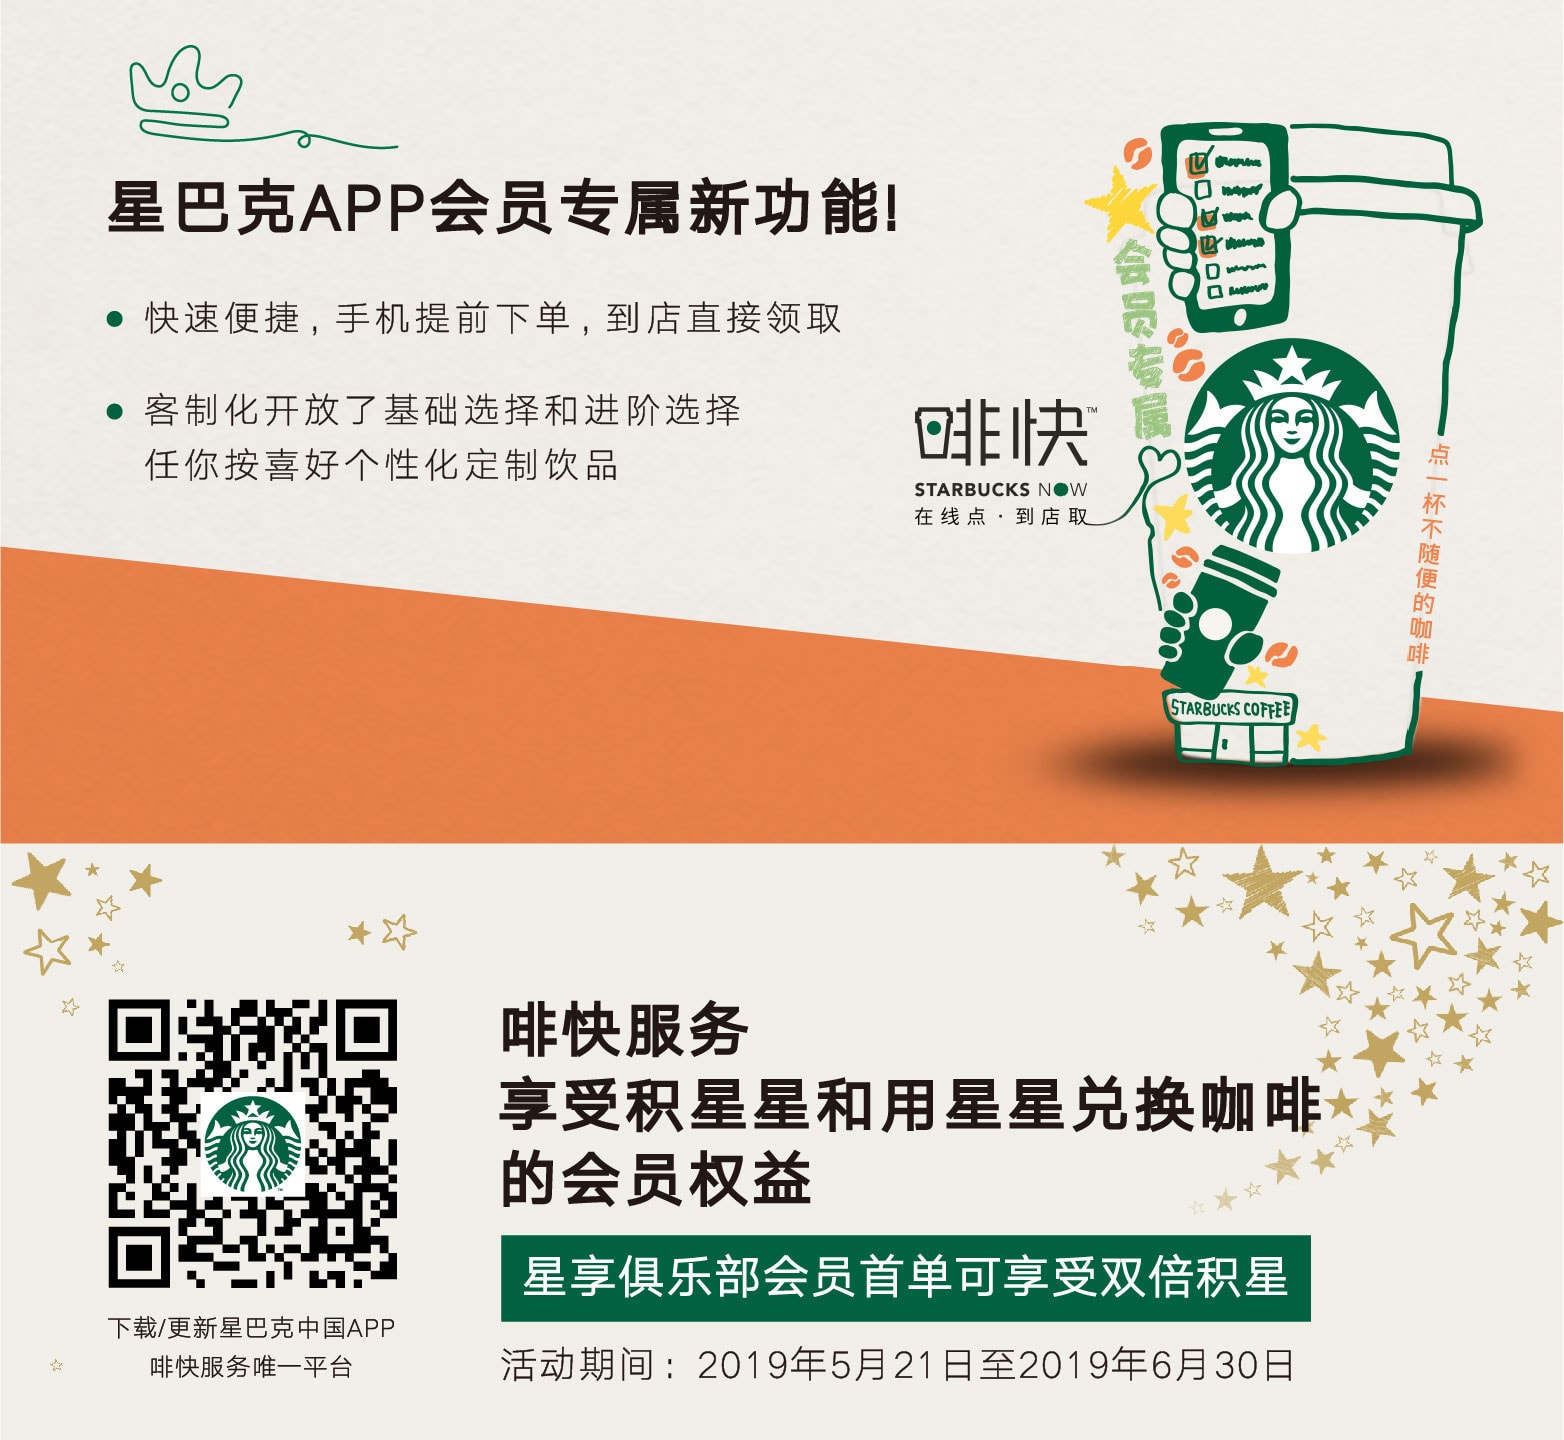 星巴克APP会员专属新功能!
快速便捷，手机提前下单，到店直接领取
客制化开放了基础选择和进阶选择
任你按喜好个性化定制饮品
啡快™
STARBUCKS NOW
在线点·到店取
会员专属
点一杯不随便的咖啡
STARBUCKS COFFEE
啡快服务
享受积星星和用星星兑换咖啡
的会员权益
星享俱乐部会员首单可享受双倍积星
活动期间：2019年5月21日至2019年6月30日
下载/更新星巴克中国APP
啡快服务唯一平台